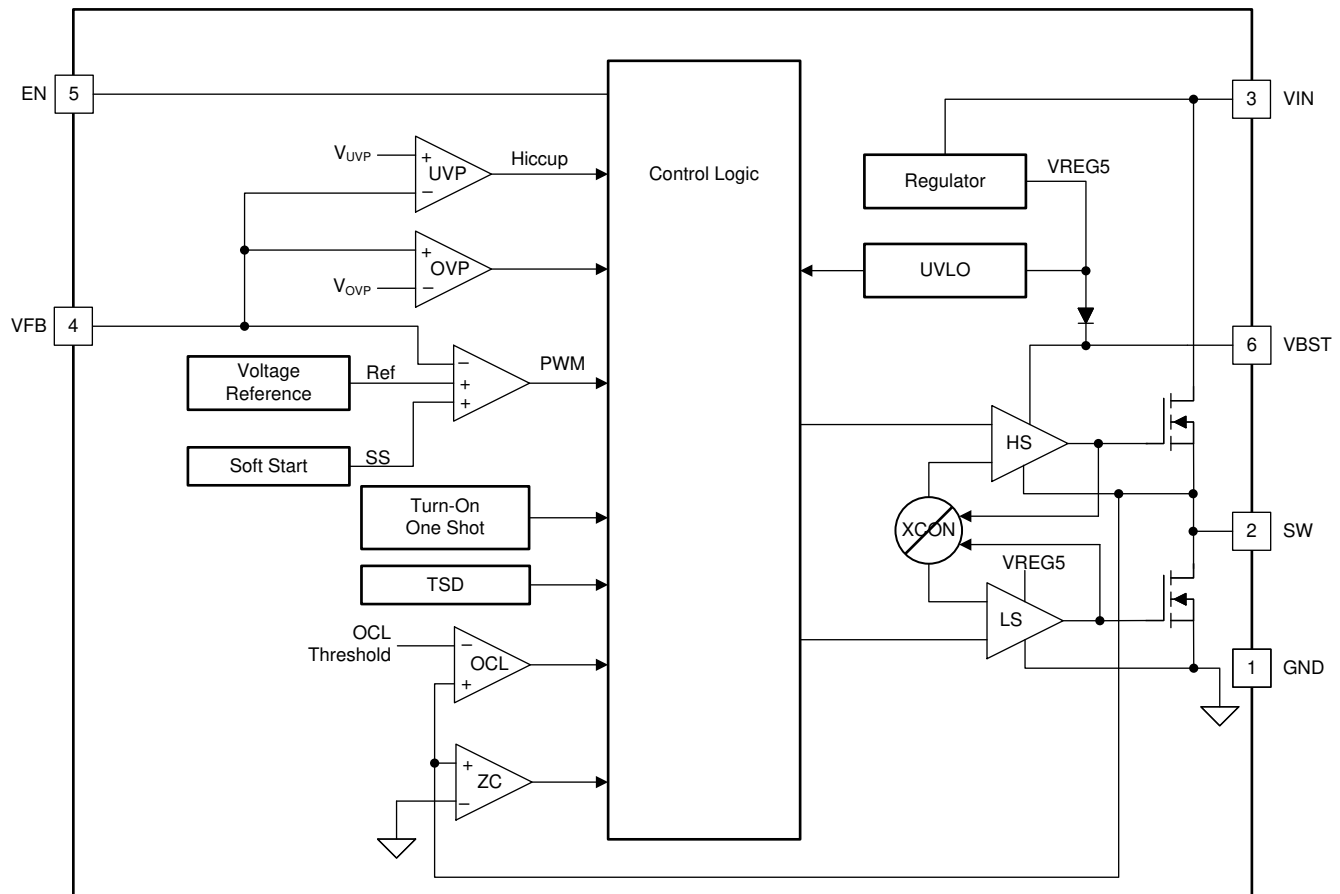 EN 5
3 VIN
V_UVP
+
UVP
−
Hiccup
Control Logic
Regulator
VREG5
+
OVP
V_OVP
−
UVLO
VFB 4
6 VBST
Voltage
Reference
Ref
−
+
+
PWM
Soft Start
SS
HS
Turn-On
One Shot
XCON
2 SW
TSD
VREG5
LS
OCL
Threshold
−
OCL
+
1 GND
+
ZC
−